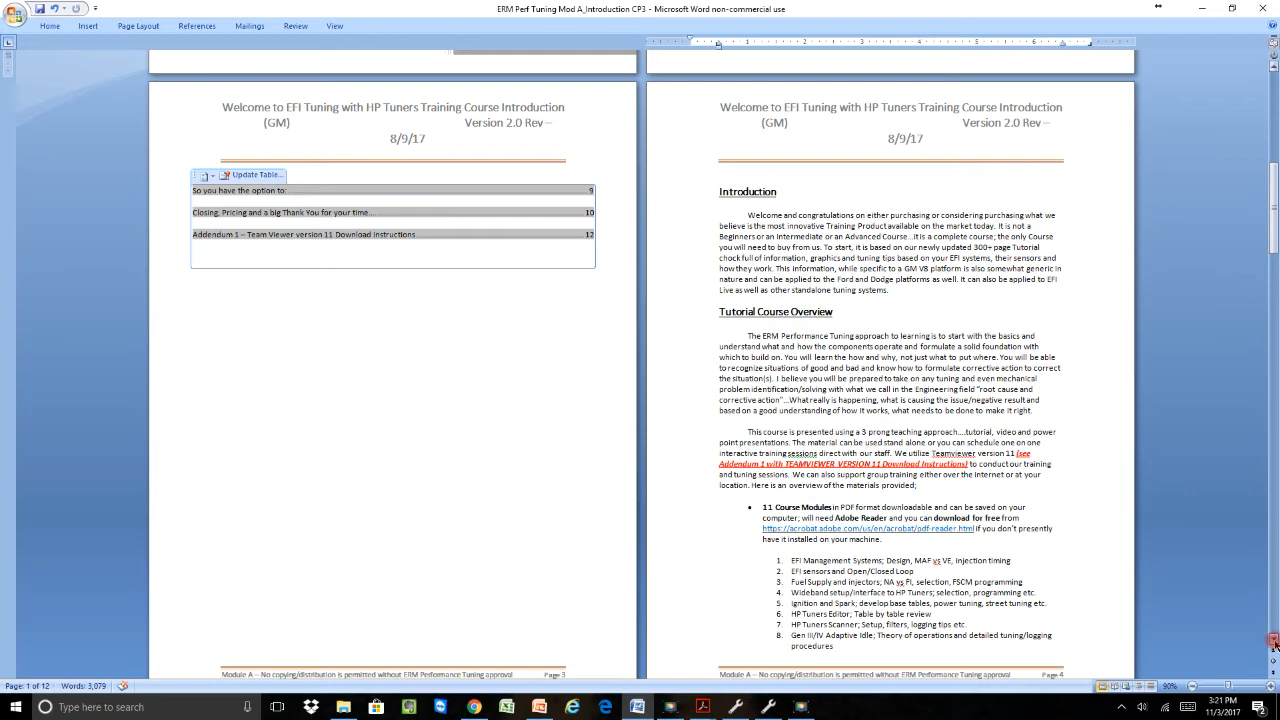 ERM Perf Tuning Mod A_Introduction CP3 - Microsoft Word non-commercial use
Home Insert Page Layout References Mailings Review View
1 2 3 4 5 6
Welcome to EFI Tuning with HP Tuners Training Course Introduction
(GM) Version 2.0 Rev –
8/9/17
Update Table...
So you have the option to: 9
Closing, Pricing and a big Thank You for your time.... 10
Addendum 1 – Team Viewer version 11 Download instructions 12
Module A – No copying/distribution is permitted without ERM Performance Tuning approval Page 3
Welcome to EFI Tuning with HP Tuners Training Course Introduction
(GM) Version 2.0 Rev –
8/9/17
Introduction
Welcome and congratulations on either purchasing or considering purchasing what we
believe is the most innovative Training Product available on the market today. It is not a
Beginners or an Intermediate or an Advanced Course...it is a complete course; the only Course
you will need to buy from us. To start, it is based on our newly updated 300+ page Tutorial
chock full of information, graphics and tuning tips based on your EFI systems, their sensors and
how they work. This information, while specific to a GM V8 platform is also somewhat generic in
nature and can be applied to the Ford and Dodge platforms as well. It can also be applied to EFI
Live as well as other standalone tuning systems.
Tutorial Course Overview
The ERM Performance Tuning approach to learning is to start with the basics and
understand what and how the components operate and formulate a solid foundation with
which to build on. You will learn the how and why, not just what to put where. You will be able
to recognize situations of good and bad and know how to formulate corrective action to correct
the situation(s). I believe you will be prepared to take on any tuning and even mechanical
problem identification/solving with what we call in the Engineering field "root cause and
corrective action"...What really is happening, what is causing the issue/negative result and
based on a good understanding of how it works, what needs to be done to make it right.
This course is presented using a 3 prong teaching approach....tutorial, video and power
point presentations. The material can be used stand alone or you can schedule one on one
interactive training sessions direct with our staff. We utilize Teamviewer version 11 (see
Addendum 1 with TEAMVIEWER VERSION 11 Download Instructions) to conduct our training
and tuning sessions. We can also support group training either over the internet or at your
location. Here is an overview of the materials provided;
• 11 Course Modules in PDF format downloadable and can be saved on your
computer; will need Adobe Reader and you can download for free from
https://acrobat.adobe.com/us/en/acrobat/pdf-reader.html if you don't presently
have it installed on your machine.
1. EFI Management Systems; Design, MAF vs VE, injection timing
2. EFI sensors and Open/Closed Loop
3. Fuel Supply and injectors; NA vs FI, selection, FSCM programming
4. Wideband setup/Interface to HP Tuners; selection, programming etc.
5. Ignition and Spark; develop base tables, power tuning, street tuning etc.
6. HP Tuners Editor; Table by table review
7. HP Tuners Scanner; Setup, filters, logging tips etc.
8. Gen III/IV Adaptive Idle; Theory of operations and detailed tuning/logging
procedures
Module A – No copying/distribution is permitted without ERM Performance Tuning approval Page 4
Page: 1 of 12 Words: 3,079 90%
Type here to search
3:21 PM
11/3/2017